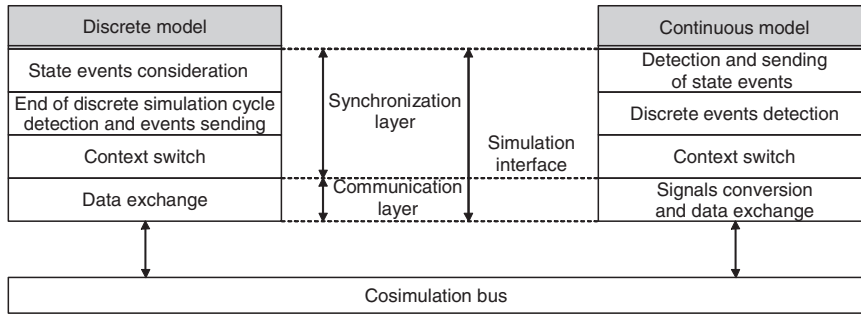 Discrete model
State events consideration
End of discrete simulation cycle
detection and events sending
Context switch
Data exchange
Synchronization
layer
Communication
layer
Simulation
interface
Continuous model
Detection and sending
of state events
Discrete events detection
Context switch
Signals conversion
and data exchange
Cosimulation bus